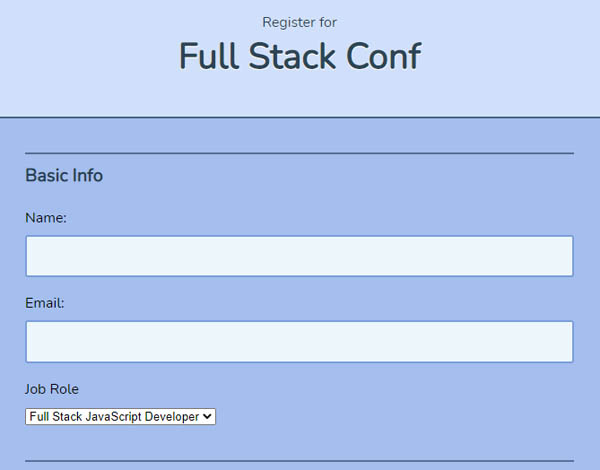 Register for
Full Stack Conf
Basic Info
Name:
Email:
Job Role
Full Stack JavaScript Developer